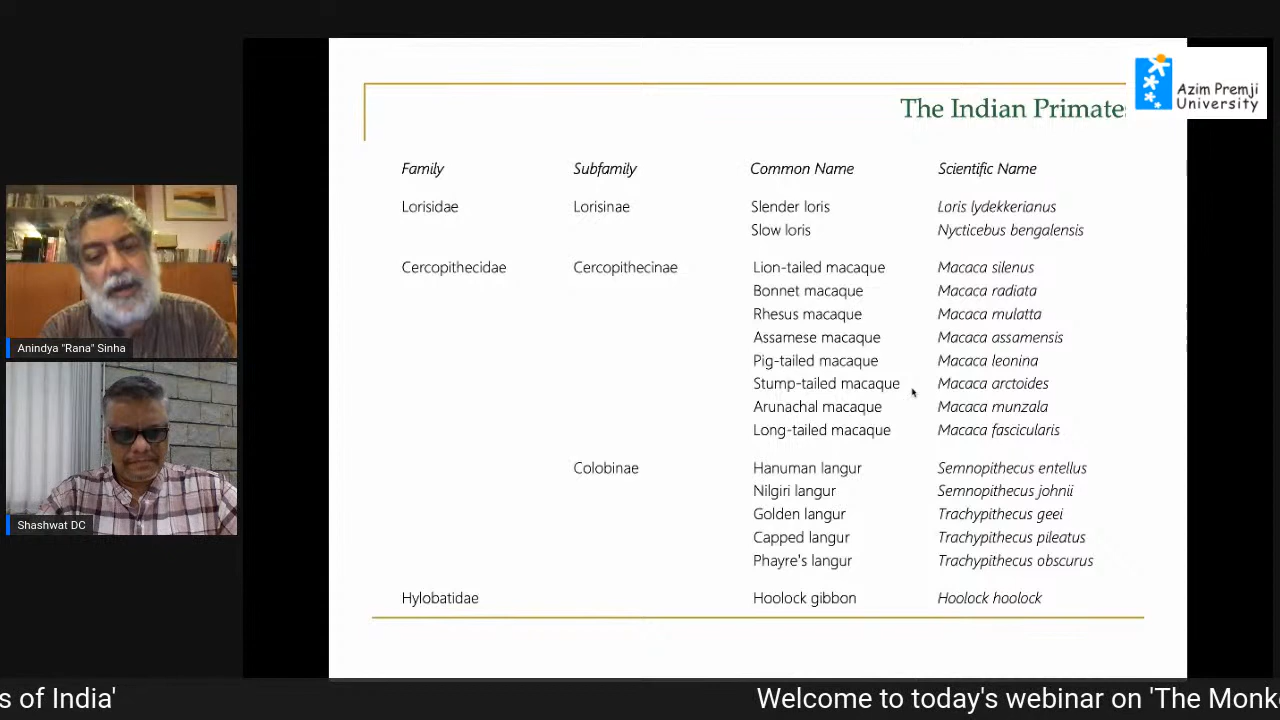 Azim Premji
University
The Indian Primates
Family Subfamily Common Name Scientific Name
Lorisidae Lorisinae Slender loris Loris lydekkerianus
Slow loris Nycticebus bengalensis
Cercopithecidae Cercopithecinae Lion-tailed macaque Macaca silenus
Bonnet macaque Macaca radiata
Rhesus macaque Macaca mulatta
Assamese macaque Macaca assamensis
Pig-tailed macaque Macaca leonina
Stump-tailed macaque Macaca arctoides
Arunachal macaque Macaca munzala
Long-tailed macaque Macaca fascicularis
Colobinae Hanuman langur Semnopithecus entellus
Nilgiri langur Semnopithecus johnii
Golden langur Trachypithecus geei
Capped langur Trachypithecus pileatus
Phayre's langur Trachypithecus obscurus
Hylobatidae Hoolock gibbon Hoolock hoolock
Anindya "Rana" Sinha
Shashwat DC
s of India' Welcome to today's webinar on 'The Monk